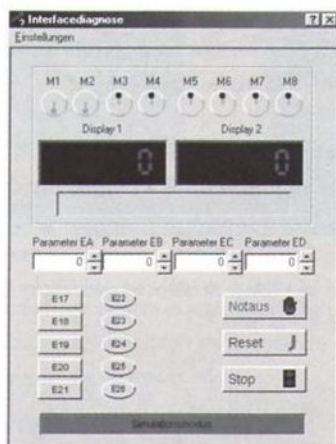 Interfacediagnose
Einstellungen
M1 M2 M3 M4 M5 M6 M7 M8
Display 1 Display 2
0 0
Parameter EA Parameter EB Parameter EC Parameter ED
0 0 0 0
E17 E22
E18 E23
E19 E24
E20 E25
E21 E26
Notaus
Reset
Stop
Simulationsmodus